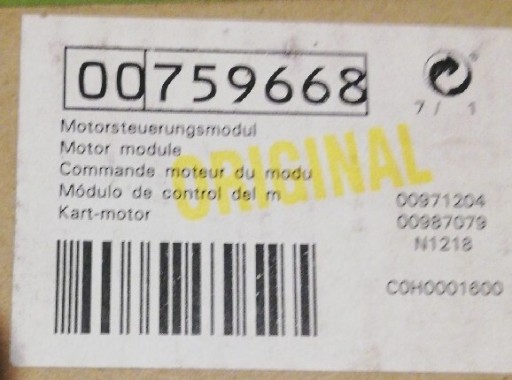 00759668
7 / 1
Motorsteuerungsmodul
Motor module
Commande moteur du modu
Módulo de control del m
Kart-motor
ORIGINAL
00971204
00987079
N1218
C0H0001600